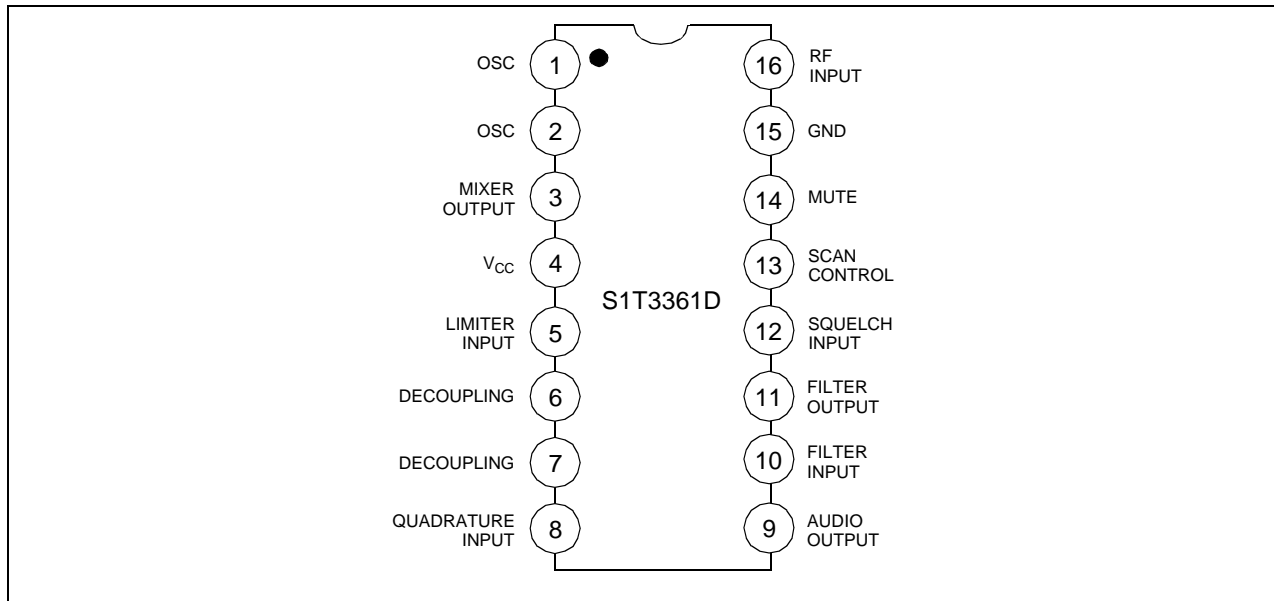 OSC 1
16 RF
INPUT
OSC 2
15 GND
MIXER
OUTPUT 3
14 MUTE
VCC 4
13 SCAN
CONTROL
S1T3361D
LIMITER
INPUT 5
12 SQUELCH
INPUT
DECOUPLING 6
11 FILTER
OUTPUT
DECOUPLING 7
10 FILTER
INPUT
QUADRATURE
INPUT 8
9 AUDIO
OUTPUT